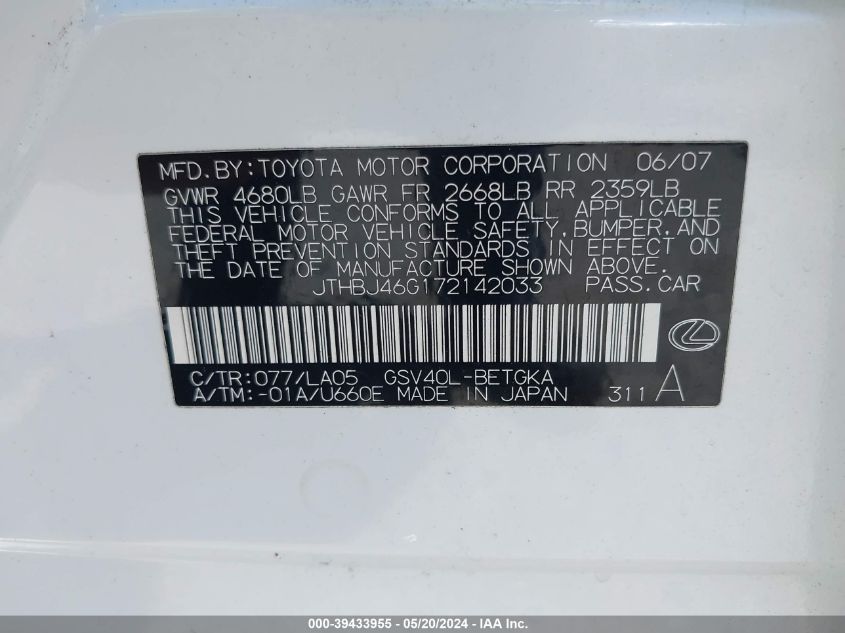 MFD.BY:TOYOTA MOTOR CORPORATION 06/07
GVWR 4680LB GAWR FR 2668LB RR 2359LB
THIS VEHICLE CONFORMS TO ALL APPLICABLE
FEDERAL MOTOR VEHICLE SAFETY,BUMPER,AND
THEFT PREVENTION STANDARDS IN EFFECT ON
THE DATE OF MANUFACTURE SHOWN ABOVE.
JTHBJ46G172142033 PASS.CAR
C/TR:077/LA05 GSV40L-BETGKA
A/TM:-01A/U660E MADE IN JAPAN 311A
000-39433955 - 05/20/2024 - IAA Inc.